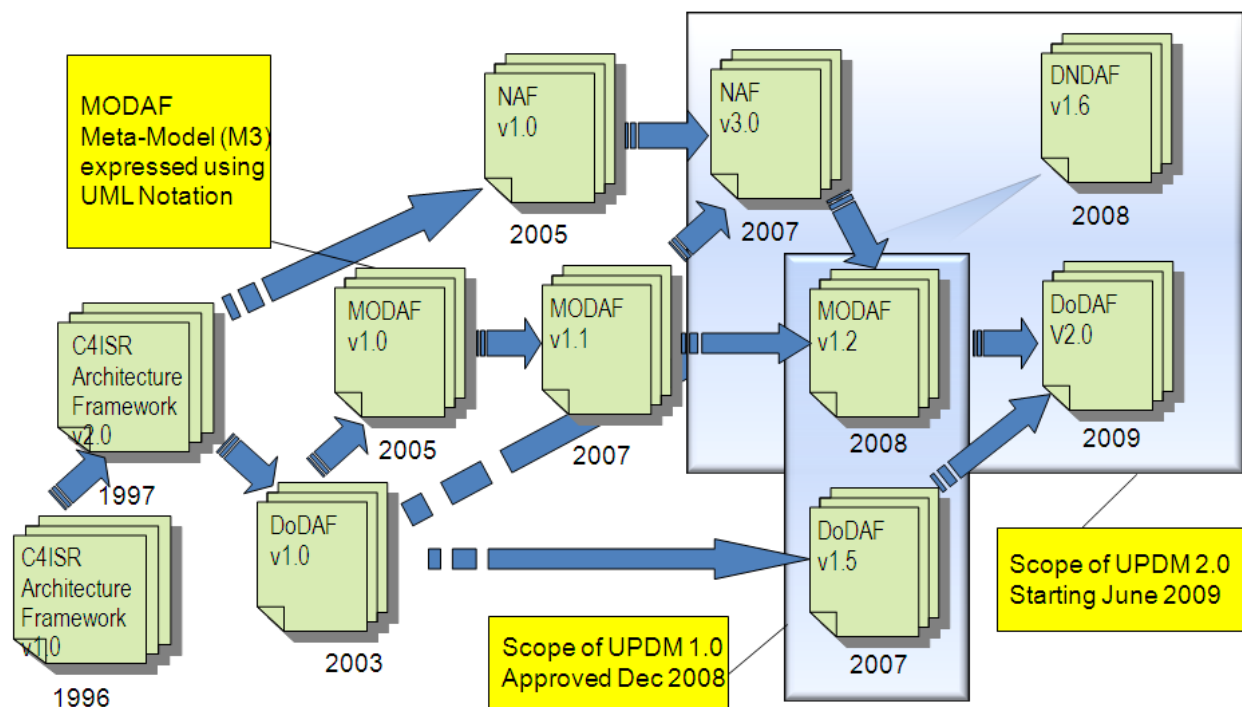 MODAF
Meta-Model (M3)
expressed using
UML Notation
NAF
v1.0
2005
NAF
v3.0
2007
DNDAF
v1.6
2008
C4ISR
Architecture
Framework
v2.0
1997
MODAF
v1.0
2005
MODAF
v1.1
2007
MODAF
v1.2
2008
DoDAF
V2.0
2009
C4ISR
Architecture
Framework
v1.0
1996
DoDAF
v1.0
2003
DoDAF
v1.5
2007
Scope of UPDM 1.0
Approved Dec 2008
Scope of UPDM 2.0
Starting June 2009